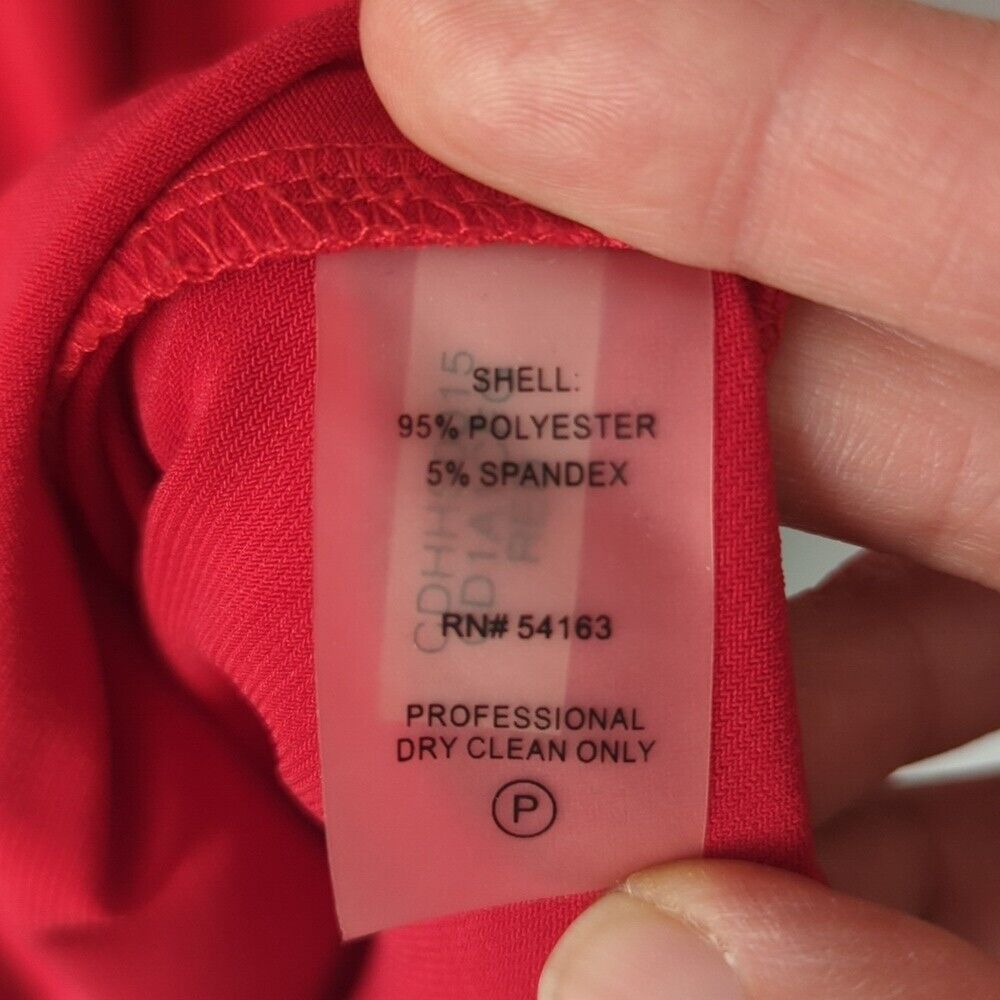 SHELL:
95% POLYESTER
5% SPANDEX
RN# 54163
PROFESSIONAL
DRY CLEAN ONLY
P